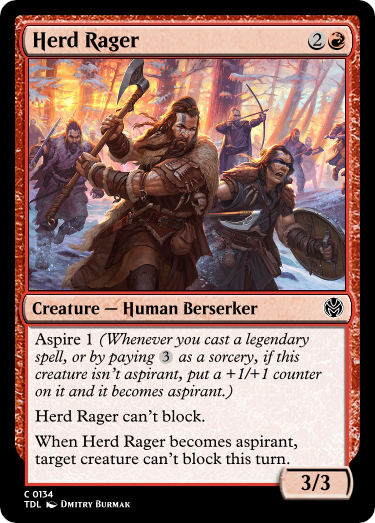 Herd Rager 2
Creature — Human Berserker
Aspire 1 (Whenever you cast a legendary
spell, or by paying 3 as a sorcery, if this
creature isn't aspirant, put a +1/+1 counter
on it and it becomes aspirant.)
Herd Rager can't block.
When Herd Rager becomes aspirant,
target creature can't block this turn.
3/3
C 0134
TDL Dmitry Burmak